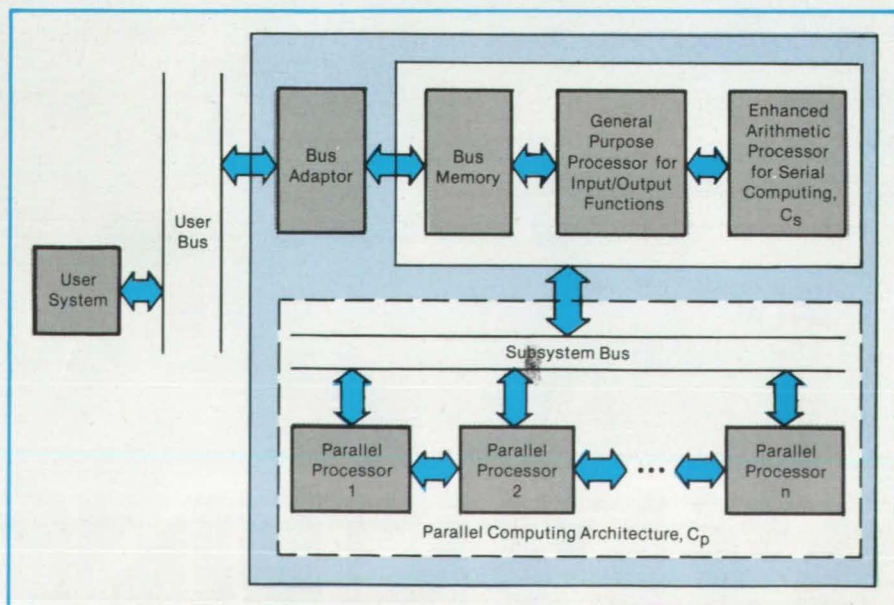 User
System
User
Bus
Bus
Adaptor
Bus
Memory
General
Purpose
Processor for
Input/Output
Functions
Enhanced
Arithmetic
Processor
for Serial
Computing,
Cs
Subsystem Bus
Parallel
Processor
1
Parallel
Processor
2
•••
Parallel
Processor
n
Parallel Computing Architecture, Cp